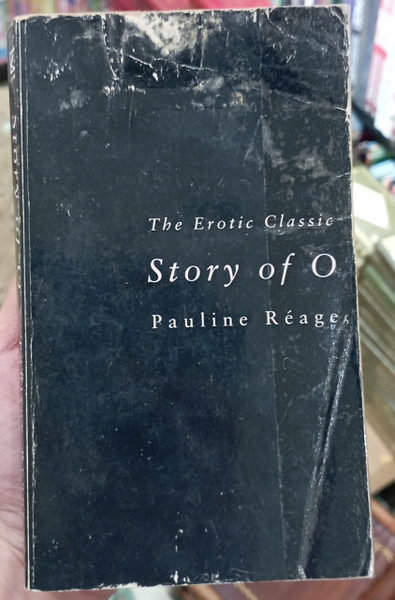 The Erotic Classic
Story of O
Pauline Réage